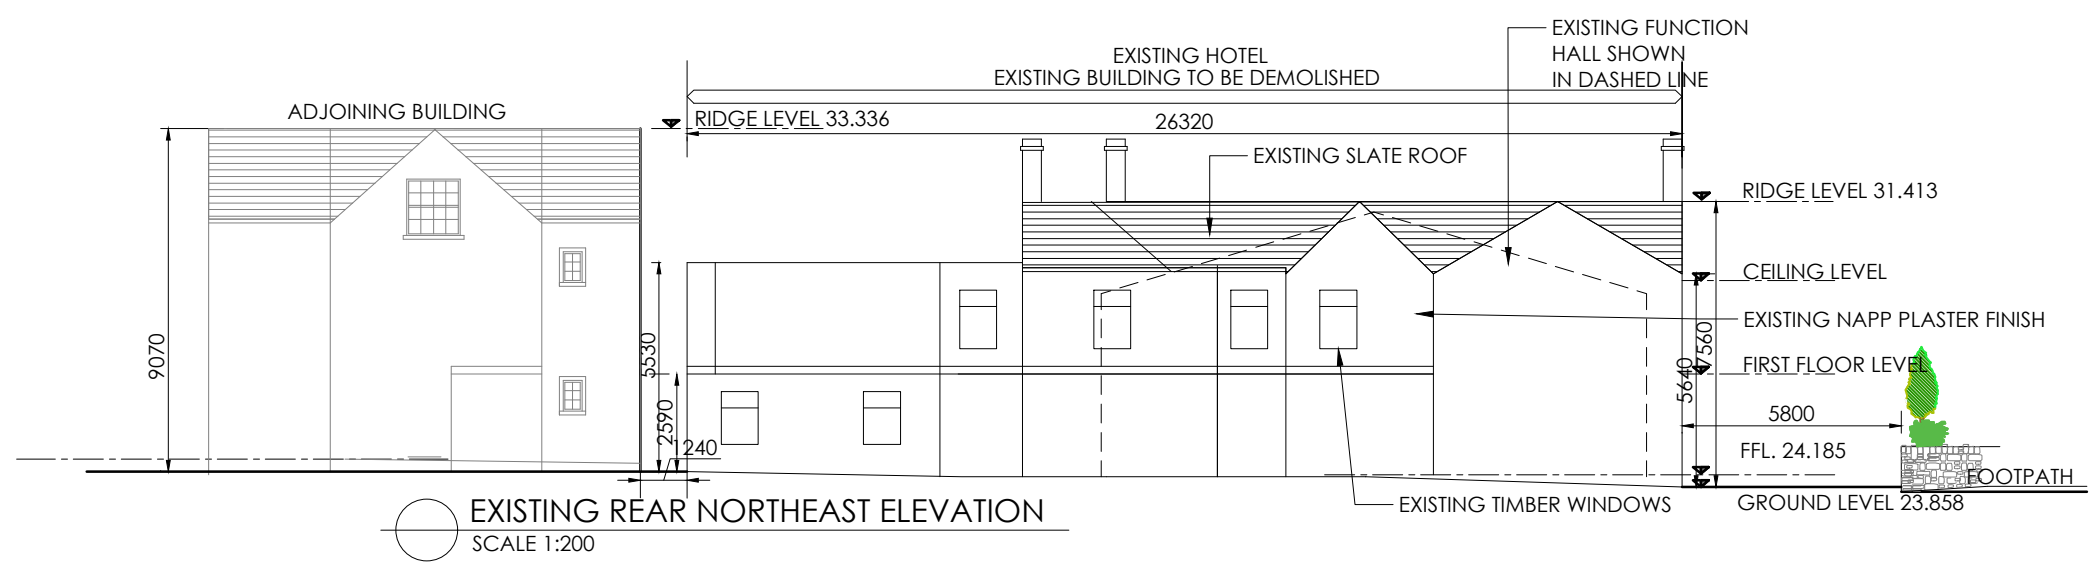 EXISTING FUNCTION
HALL SHOWN
IN DASHED LINE
EXISTING HOTEL
EXISTING BUILDING TO BE DEMOLISHED
ADJOINING BUILDING
RIDGE LEVEL 33.336
26320
EXISTING SLATE ROOF
RIDGE LEVEL 31.413
CEILING LEVEL
EXISTING NAPP PLASTER FINISH
9070
5530
7560
FIRST FLOOR LEVEL
5640
2590
5800
1240
FFL. 24.185
FOOTPATH
EXISTING TIMBER WINDOWS
GROUND LEVEL 23.858
EXISTING REAR NORTHEAST ELEVATION
SCALE 1:200